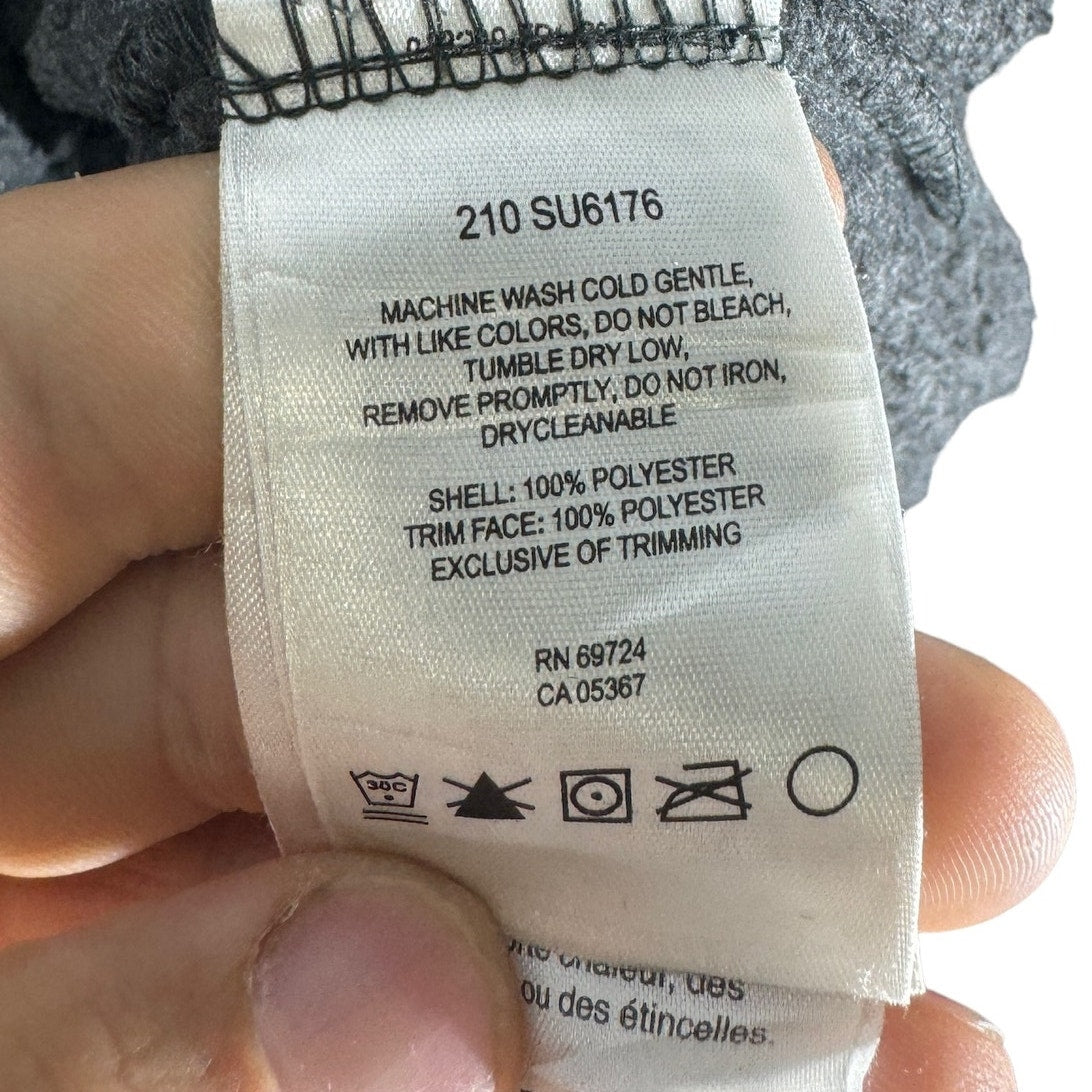 210 SU6176
MACHINE WASH COLD GENTLE,
WITH LIKE COLORS, DO NOT BLEACH,
TUMBLE DRY LOW,
REMOVE PROMPTLY, DO NOT IRON,
DRYCLEANABLE
SHELL: 100% POLYESTER
TRIM FACE: 100% POLYESTER
EXCLUSIVE OF TRIMMING
RN 69724
CA 05367
30C
chaleur, des
ou des étincelles.